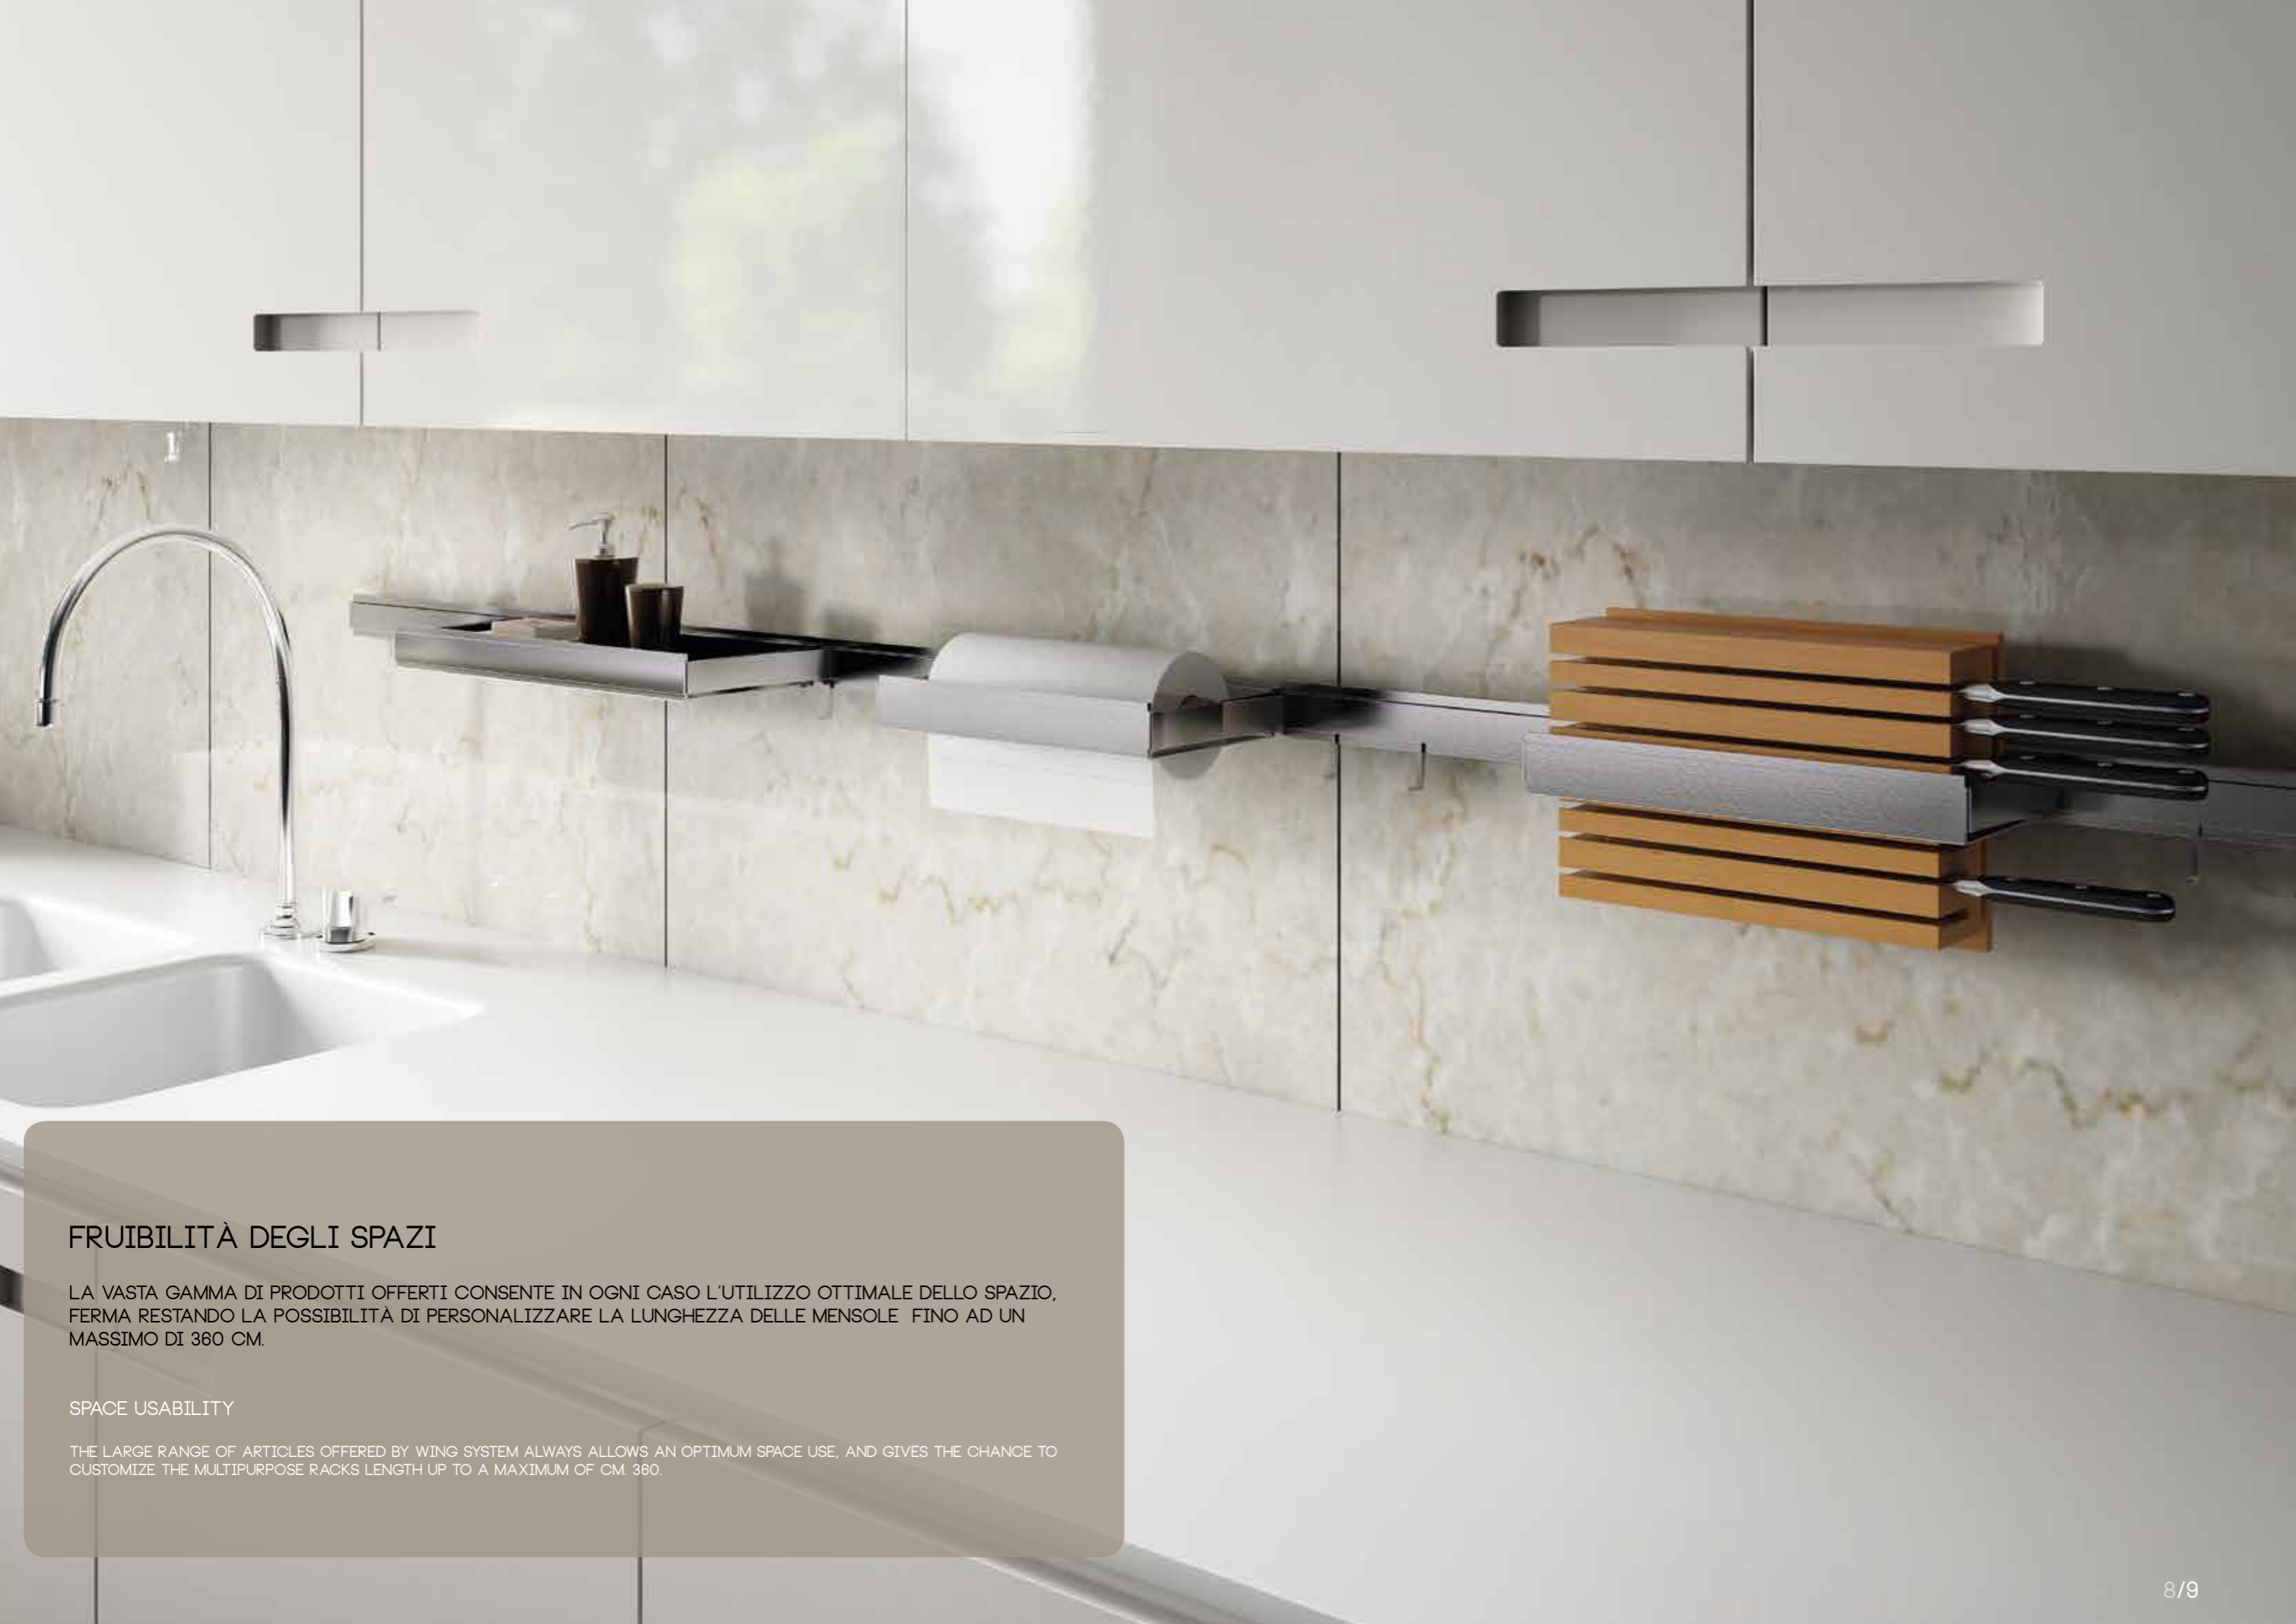 FRUIBILITÀ DEGLI SPAZI
LA VASTA GAMMA DI PRODOTTI OFFERTI CONSENTE IN OGNI CASO L'UTILIZZO OTTIMALE DELLO SPAZIO,
FERMA RESTANDO LA POSSIBILITÀ DI PERSONALIZZARE LA LUNGHEZZA DELLE MENSOLE FINO AD UN
MASSIMO DI 360 CM.
SPACE USABILITY
THE LARGE RANGE OF ARTICLES OFFERED BY WING SYSTEM ALWAYS ALLOWS AN OPTIMUM SPACE USE, AND GIVES THE CHANCE TO
CUSTOMIZE THE MULTIPURPOSE RACKS LENGTH UP TO A MAXIMUM OF CM. 360.
8/9